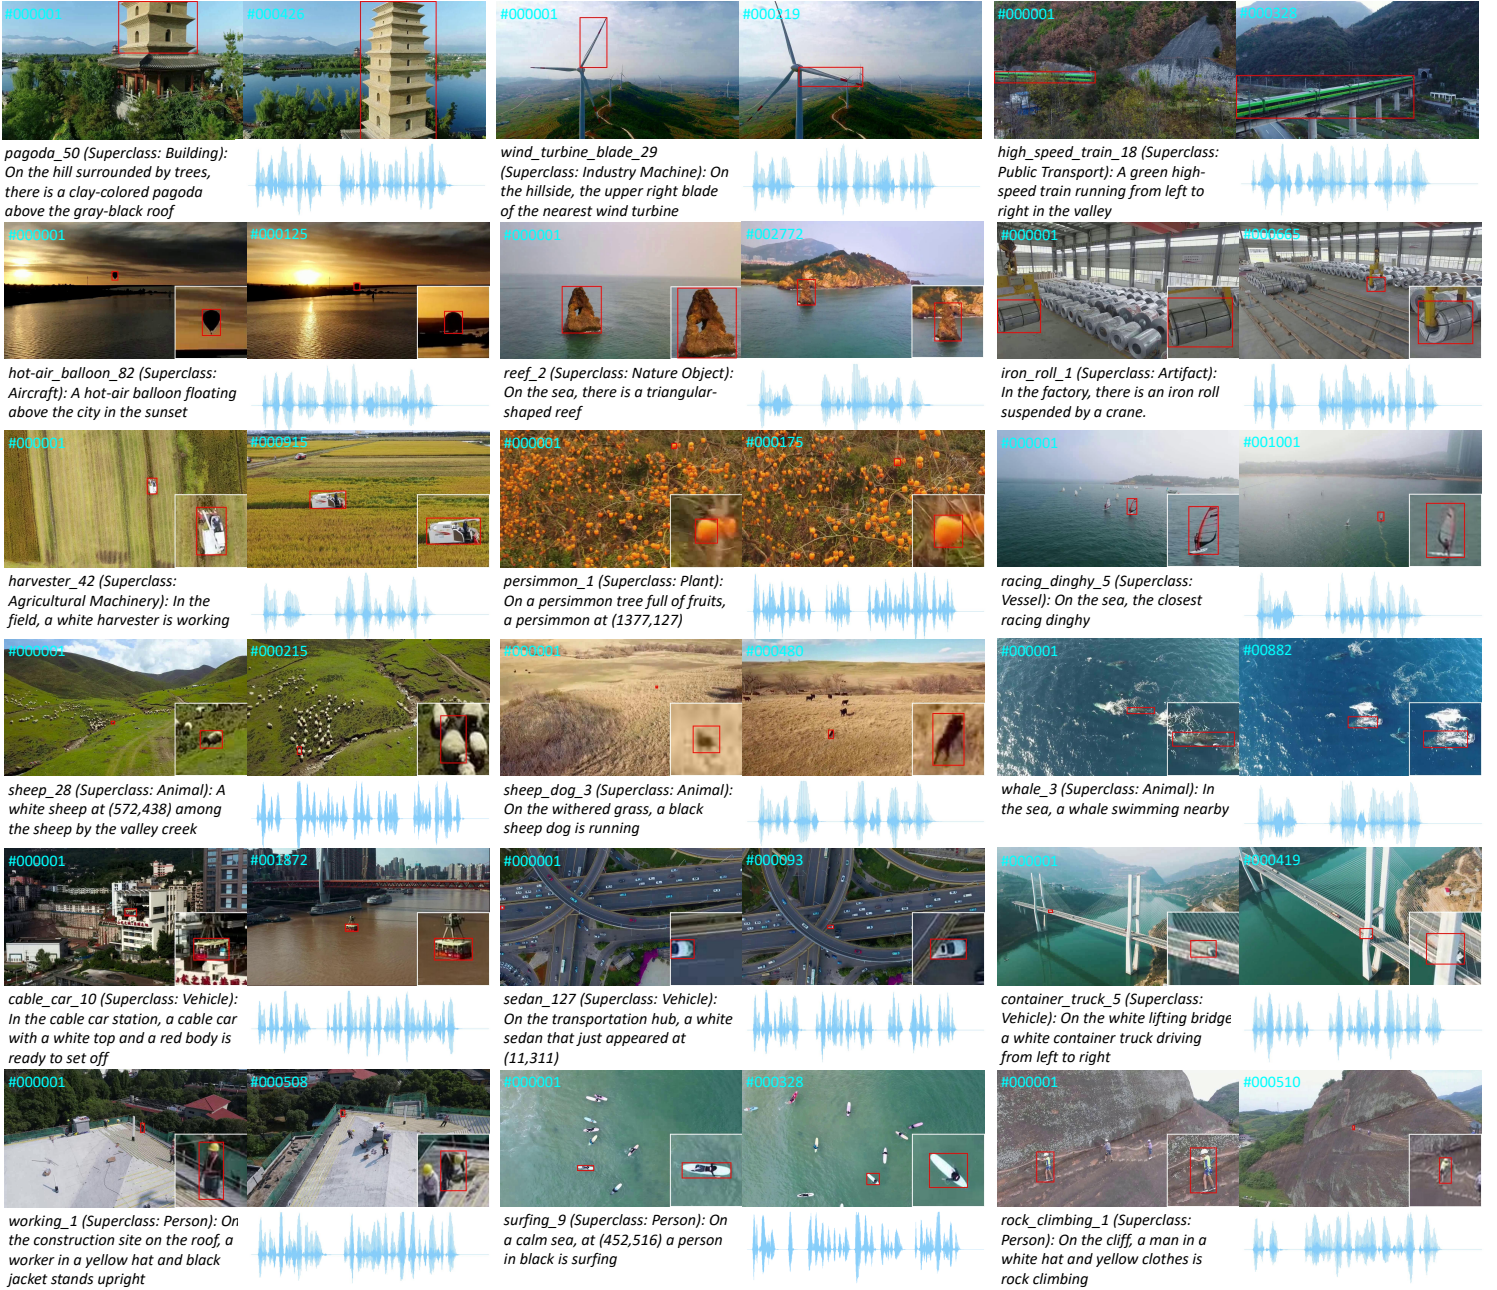 #000001 #000426
#000001 #000219
#000001 #000328
pagoda_50 (Superclass: Building):
On the hill surrounded by trees,
there is a clay-colored pagoda
above the gray-black roof
wind_turbine_blade_29
(Superclass: Industry Machine): On
the hillside, the upper right blade
of the nearest wind turbine
high_speed_train_18 (Superclass:
Public Transport): A green high-
speed train running from left to
right in the valley
#000001 #000125
#000001 #002772
#000001 #000665
hot-air_balloon_82 (Superclass:
Aircraft): A hot-air balloon floating
above the city in the sunset
reef_2 (Superclass: Nature Object):
On the sea, there is a triangular-
shaped reef
iron_roll_1 (Superclass: Artifact):
In the factory, there is an iron roll
suspended by a crane.
#000001 #000915
#000001 #000175
#000001 #001001
harvester_42 (Superclass:
Agricultural Machinery): In the
field, a white harvester is working
persimmon_1 (Superclass: Plant):
On a persimmon tree full of fruits,
a persimmon at (1377,127)
racing_dinghy_5 (Superclass:
Vessel): On the sea, the closest
racing dinghy
#000001 #000215
#000001 #000480
#000001 #00882
sheep_28 (Superclass: Animal): A
white sheep at (572,438) among
the sheep by the valley creek
sheep_dog_3 (Superclass: Animal):
On the withered grass, a black
sheep dog is running
whale_3 (Superclass: Animal): In
the sea, a whale swimming nearby
#000001 #001872
#000001 #000093
#000001 #000419
cable_car_10 (Superclass: Vehicle):
In the cable car station, a cable car
with a white top and a red body is
ready to set off
sedan_127 (Superclass: Vehicle):
On the transportation hub, a white
sedan that just appeared at
(11,311)
container_truck_5 (Superclass:
Vehicle): On the white lifting bridge
a white container truck driving
from left to right
#000001 #000508
#000001 #000328
#000001 #000510
working_1 (Superclass: Person): On
the construction site on the roof, a
worker in a yellow hat and black
jacket stands upright
surfing_9 (Superclass: Person): On
a calm sea, at (452,516) a person
in black is surfing
rock_climbing_1 (Superclass:
Person): On the cliff, a man in a
white hat and yellow clothes is
rock climbing